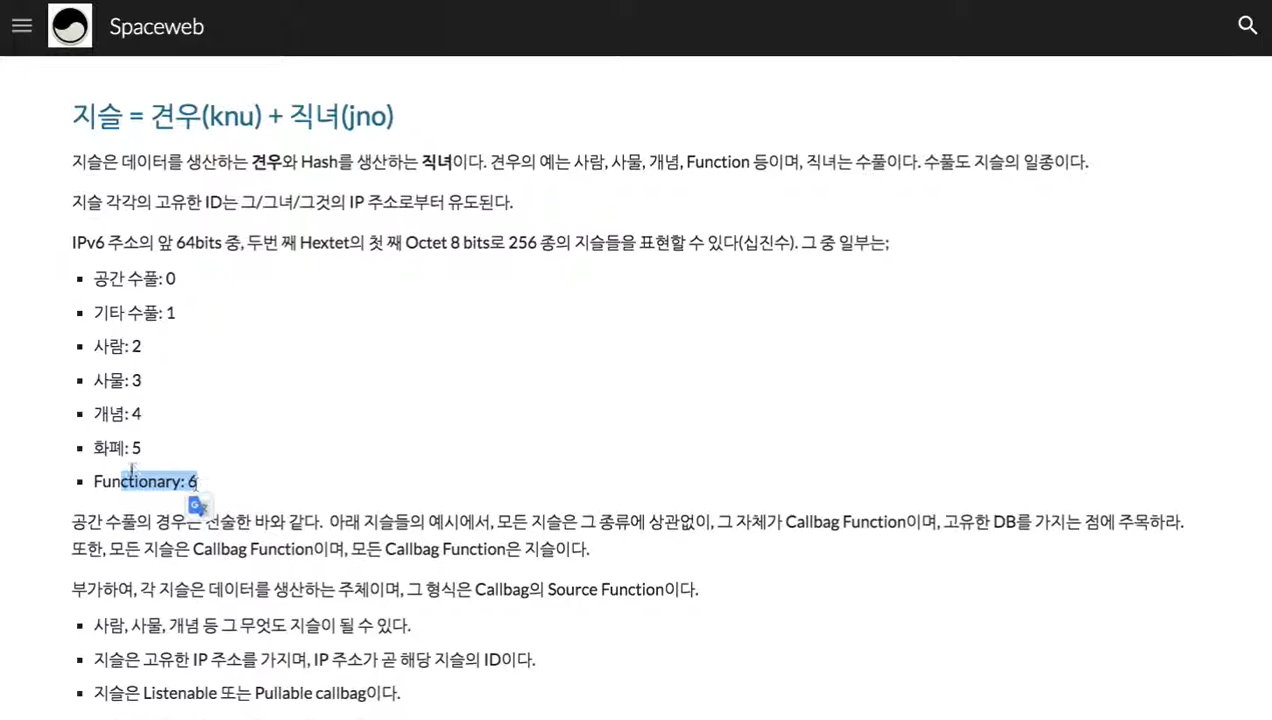 Spaceweb
지슬 = 견우(knu) + 직녀(jno)
지슬은 데이터를 생산하는 견우와 Hash를 생산하는 직녀이다. 견우의 예는 사람, 사물, 개념, Function 등이며, 직녀는 수풀이다. 수풀도 지슬의 일종이다.
지슬 각각의 고유한 ID는 그/그녀/그것의 IP 주소로부터 유도된다.
IPv6 주소의 앞 64bits 중, 두번 째 Hextet의 첫 째 Octet 8 bits로 256 종의 지슬들을 표현할 수 있다(십진수). 그 중 일부는;
공간 수풀: 0
기타 수풀: 1
사람: 2
사물: 3
개념: 4
화폐: 5
Functionary: 6
공간 수풀의 경우는 전술한 바와 같다. 아래 지슬들의 예시에서, 모든 지슬은 그 종류에 상관없이, 그 자체가 Callbag Function이며, 고유한 DB를 가지는 점에 주목하라.
또한, 모든 지슬은 Callbag Function이며, 모든 Callbag Function은 지슬이다.
부가하여, 각 지슬은 데이터를 생산하는 주체이며, 그 형식은 Callbag의 Source Function이다.
사람, 사물, 개념 등 그 무엇도 지슬이 될 수 있다.
지슬은 고유한 IP 주소를 가지며, IP 주소가 곧 해당 지슬의 ID이다.
지슬은 Listenable 또는 Pullable callbag이다.